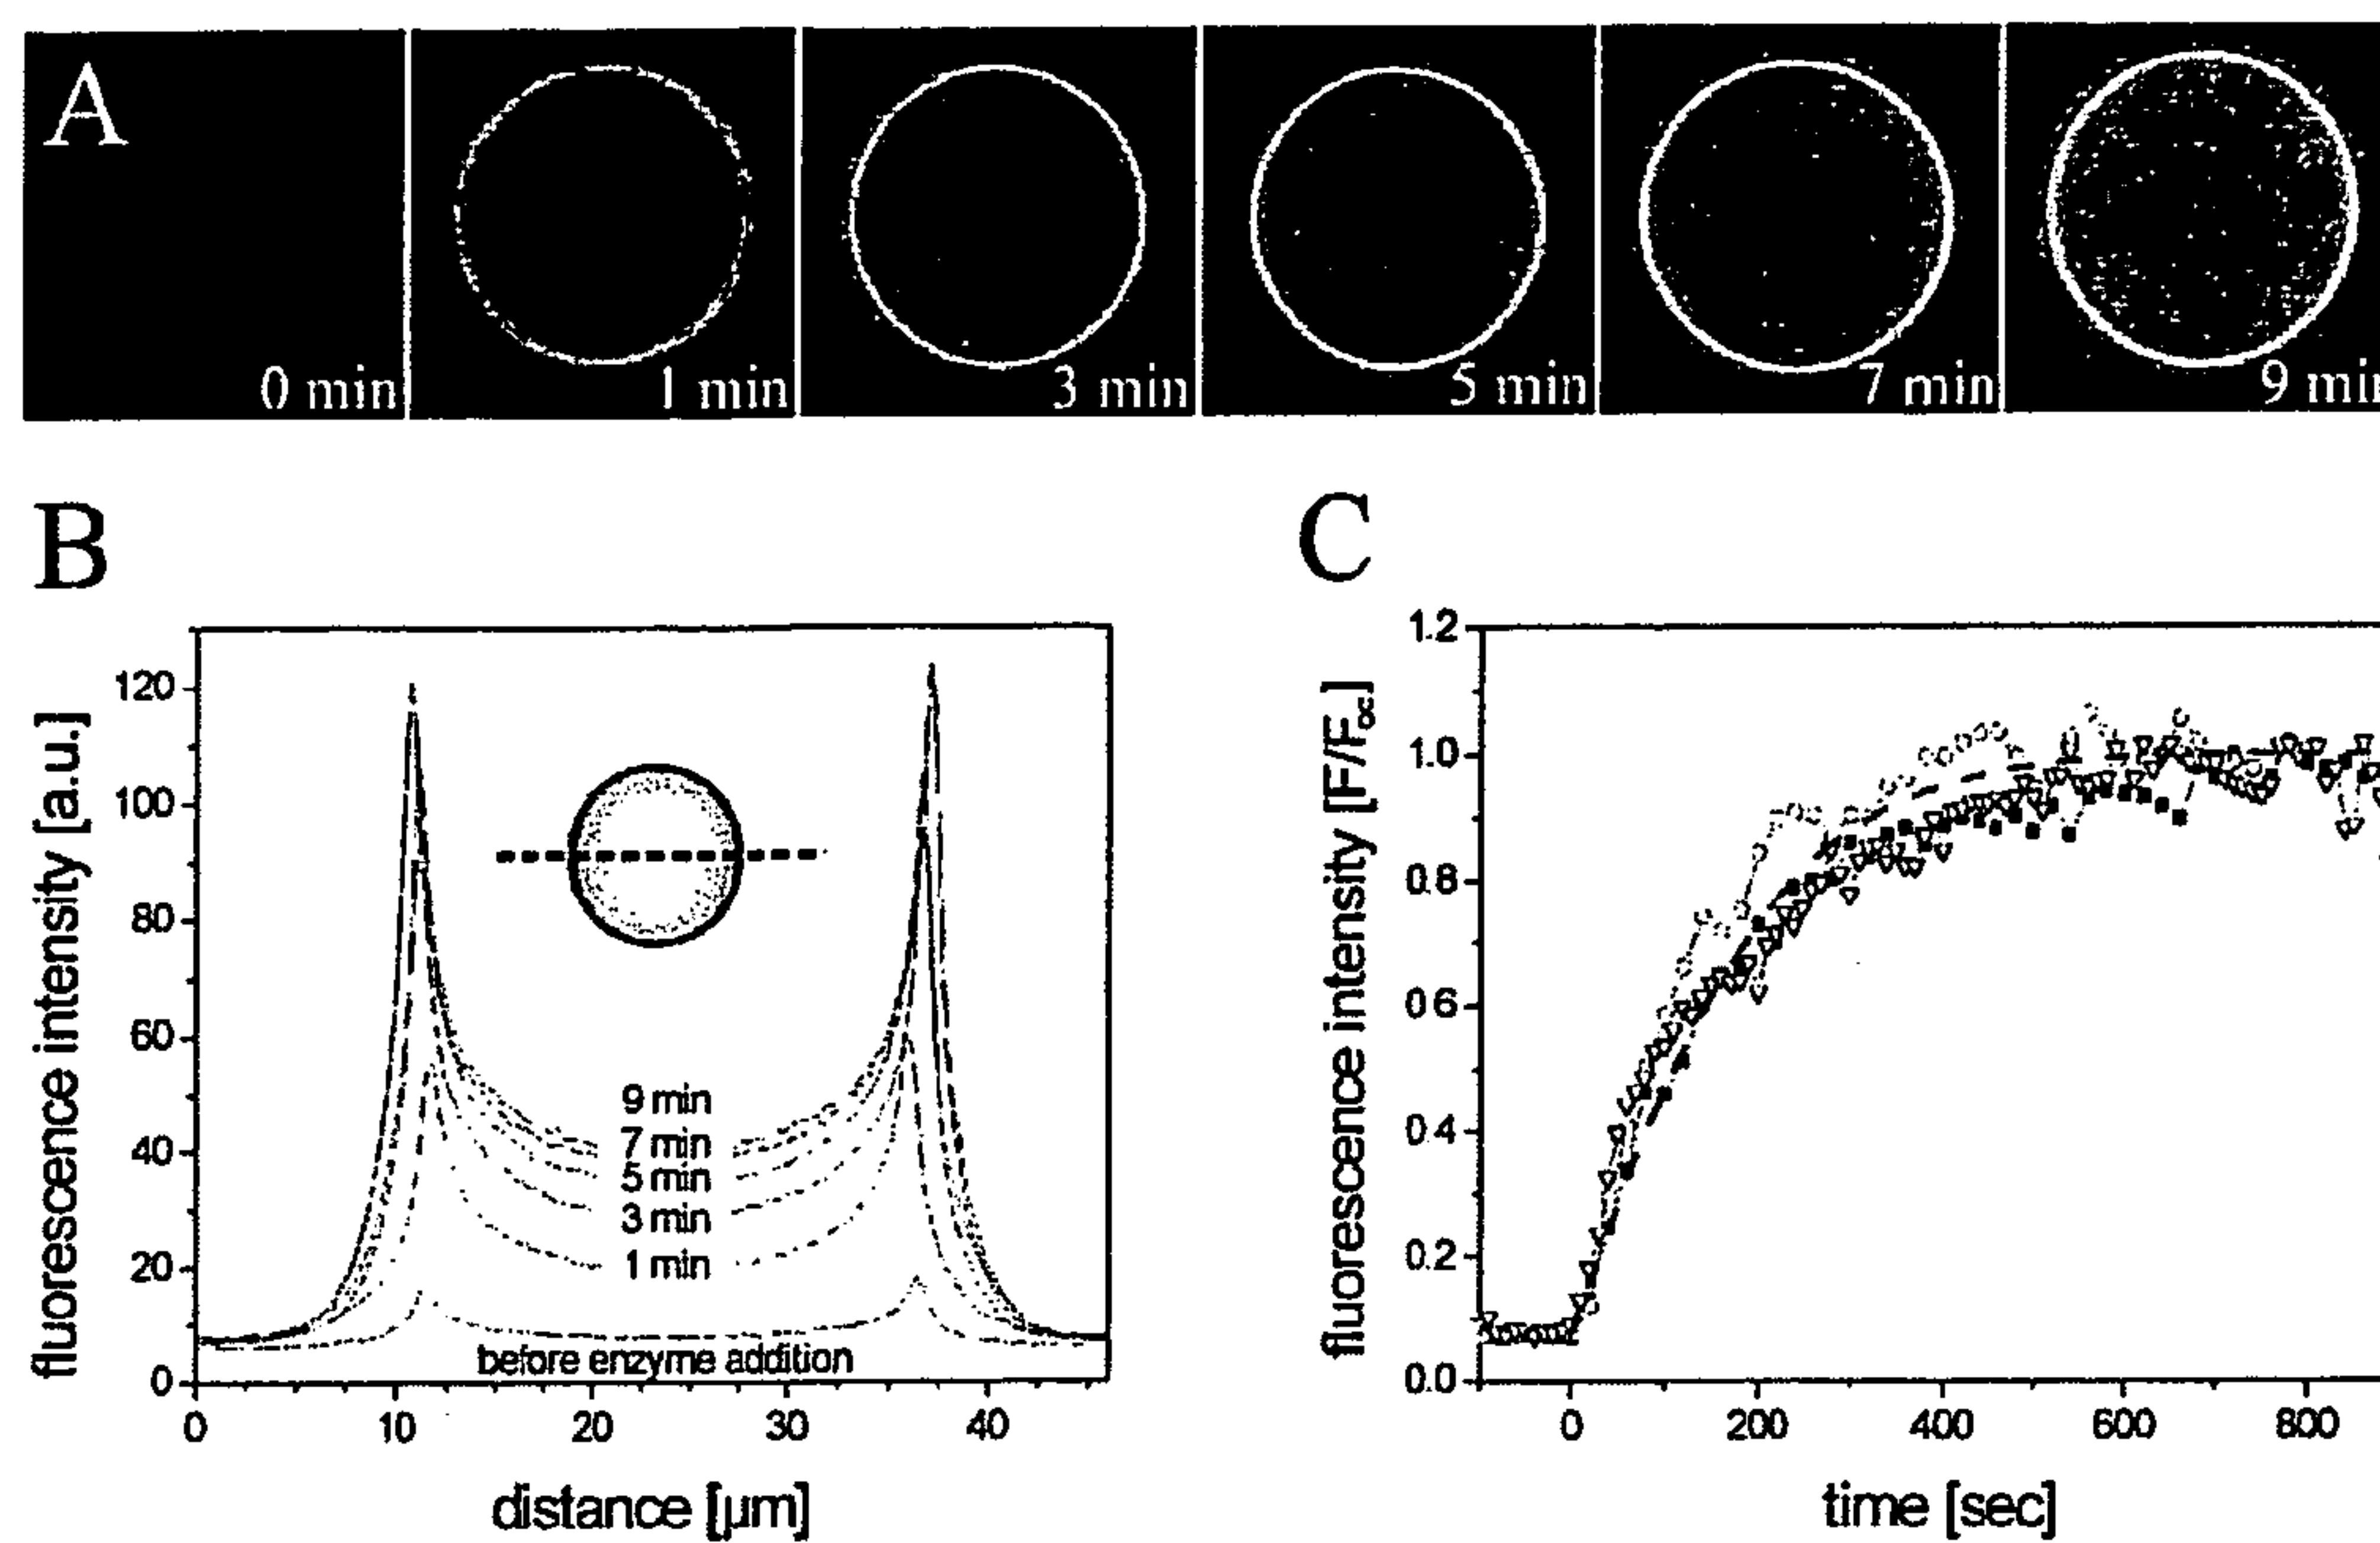 A
0 min
1 min
3 min
5 min
7 min
9 min
B
fluorescence intensity [a.u.]
120
100
80
60
40
20
0
9 min
7 min
5 min
3 min
1 min
before enzyme addition
0
10
20
30
40
distance [µm]
C
fluorescence intensity [F/F∞]
1.2
1.0
0.8
0.6
0.4
0.2
0.0
0
200
400
600
800
time [sec]